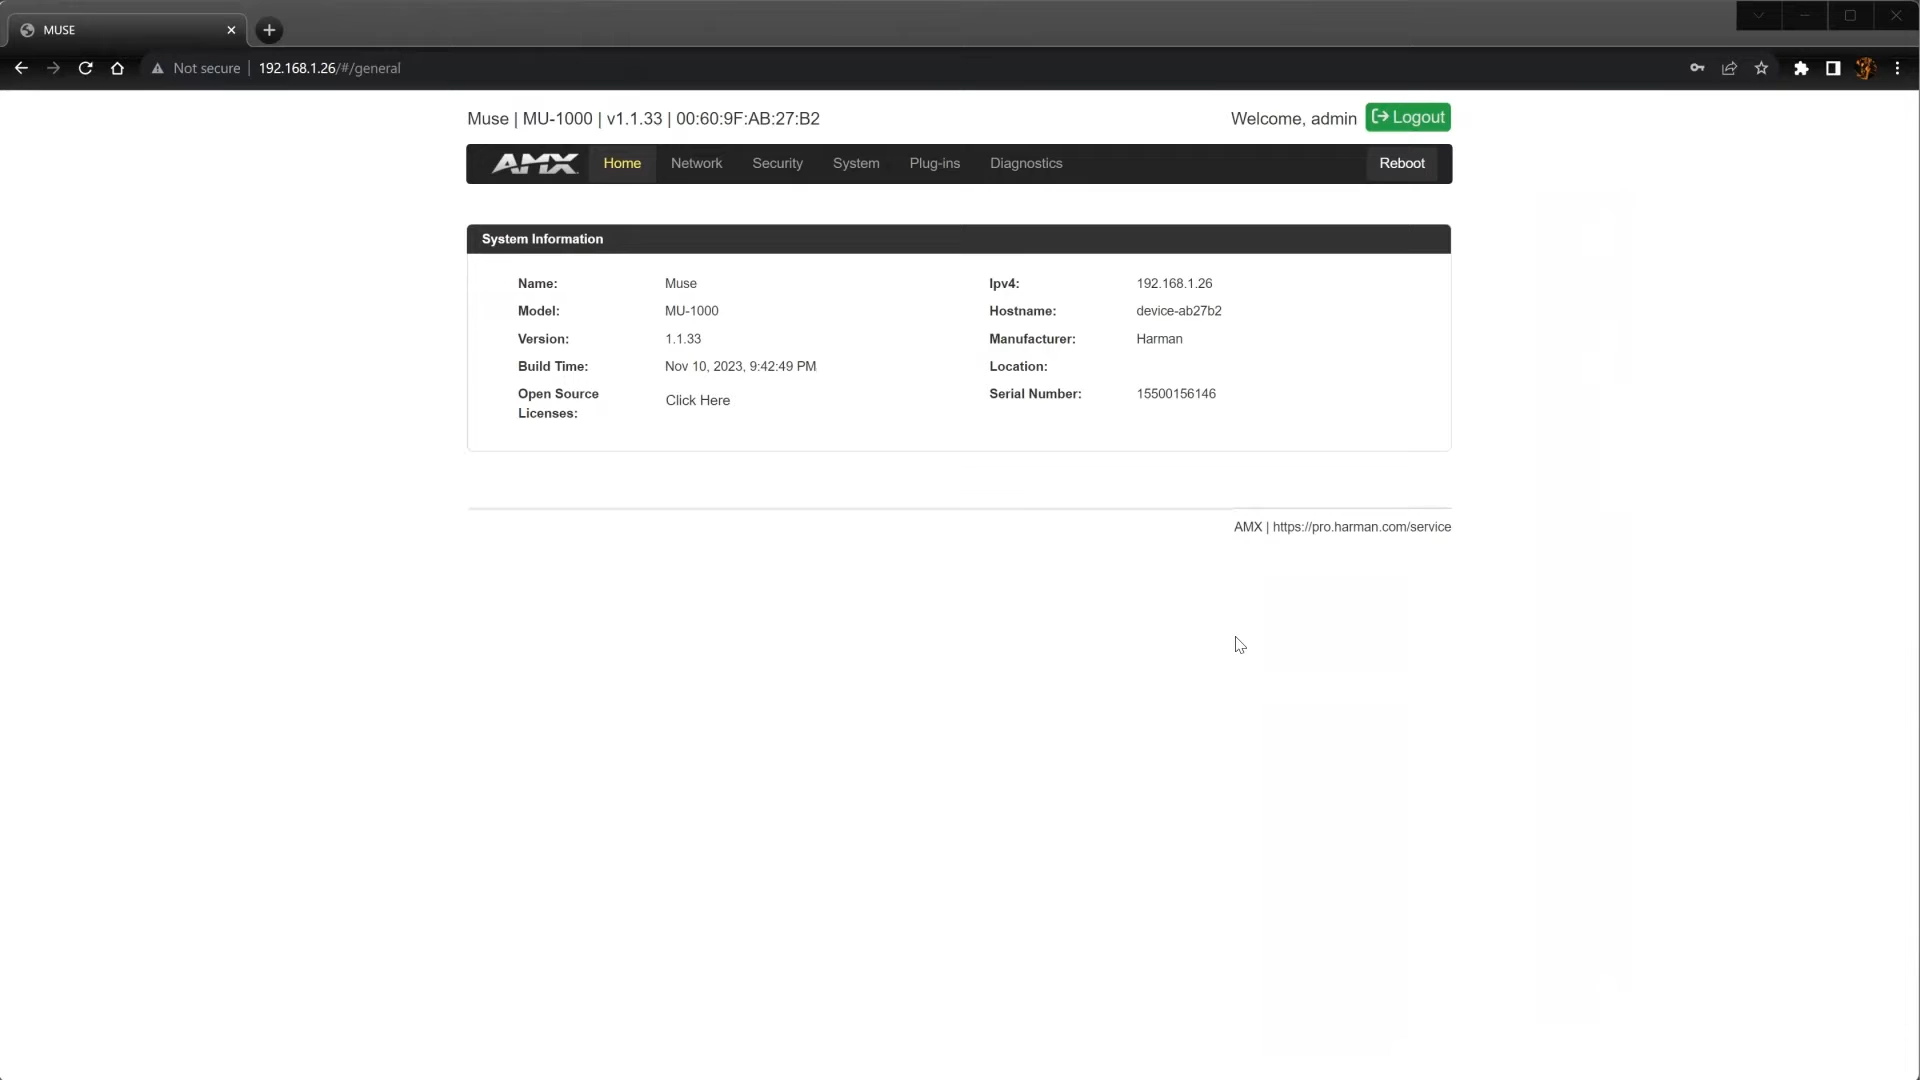 MUSE
Not secure | 192.168.1.26/#/general
Muse | MU-1000 | v1.1.33 | 00:60:9F:AB:27:B2
Welcome, admin Logout
AMX Home Network Security System Plug-ins Diagnostics Reboot
System Information
Name: Muse Ipv4: 192.168.1.26
Model: MU-1000 Hostname: device-ab27b2
Version: 1.1.33 Manufacturer: Harman
Build Time: Nov 10, 2023, 9:42:49 PM Location:
Open Source Licenses: Click Here Serial Number: 15500156146
AMX | https://pro.harman.com/service